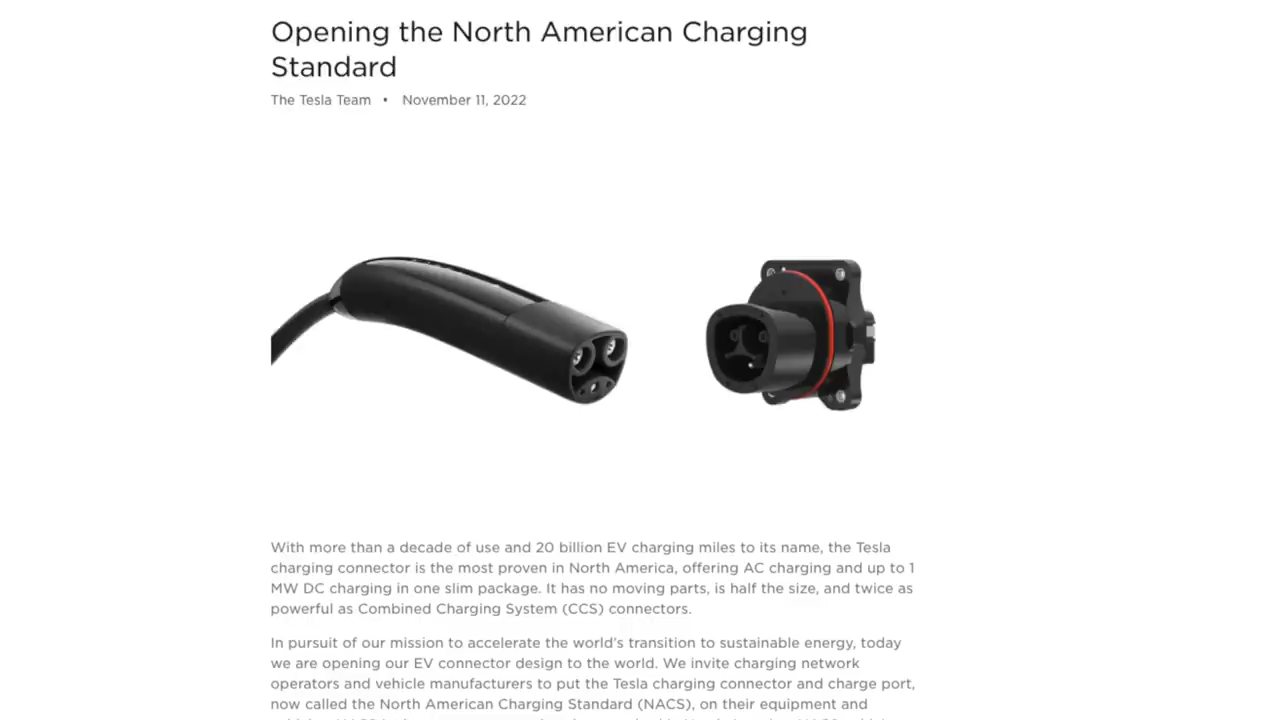 Opening the North American Charging
Standard
The Tesla Team • November 11, 2022
With more than a decade of use and 20 billion EV charging miles to its name, the Tesla
charging connector is the most proven in North America, offering AC charging and up to 1
MW DC charging in one slim package. It has no moving parts, is half the size, and twice as
powerful as Combined Charging System (CCS) connectors.
In pursuit of our mission to accelerate the world's transition to sustainable energy, today
we are opening our EV connector design to the world. We invite charging network
operators and vehicle manufacturers to put the Tesla charging connector and charge port,
now called the North American Charging Standard (NACS), on their equipment and